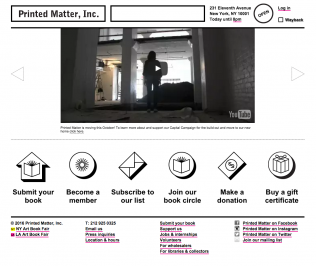 Printed Matter, Inc.
231 Eleventh Avenue
New York, NY 10001
Today until 6pm
OPEN
Log in
Wayback
YouTube
Printed Matter is moving this October! To learn more about and support our Capital Campaign for the build-out and move to our new
home click here.
Submit your
book
Become a
member
Subscribe to
our list
Join our
book circle
Make a
donation
Buy a gift
certificate
© 2015 Printed Matter, Inc.
NY Art Book Fair
LA Art Book Fair
T: 212 925 0325
Email us
Press inquiries
Location & hours
Submit your book
Support us
Jobs & internships
Volunteers
For wholesalers
For libraries & collectors
Printed Matter on Facebook
Printed Matter on Instagram
Printed Matter on Twitter
Join our mailing list